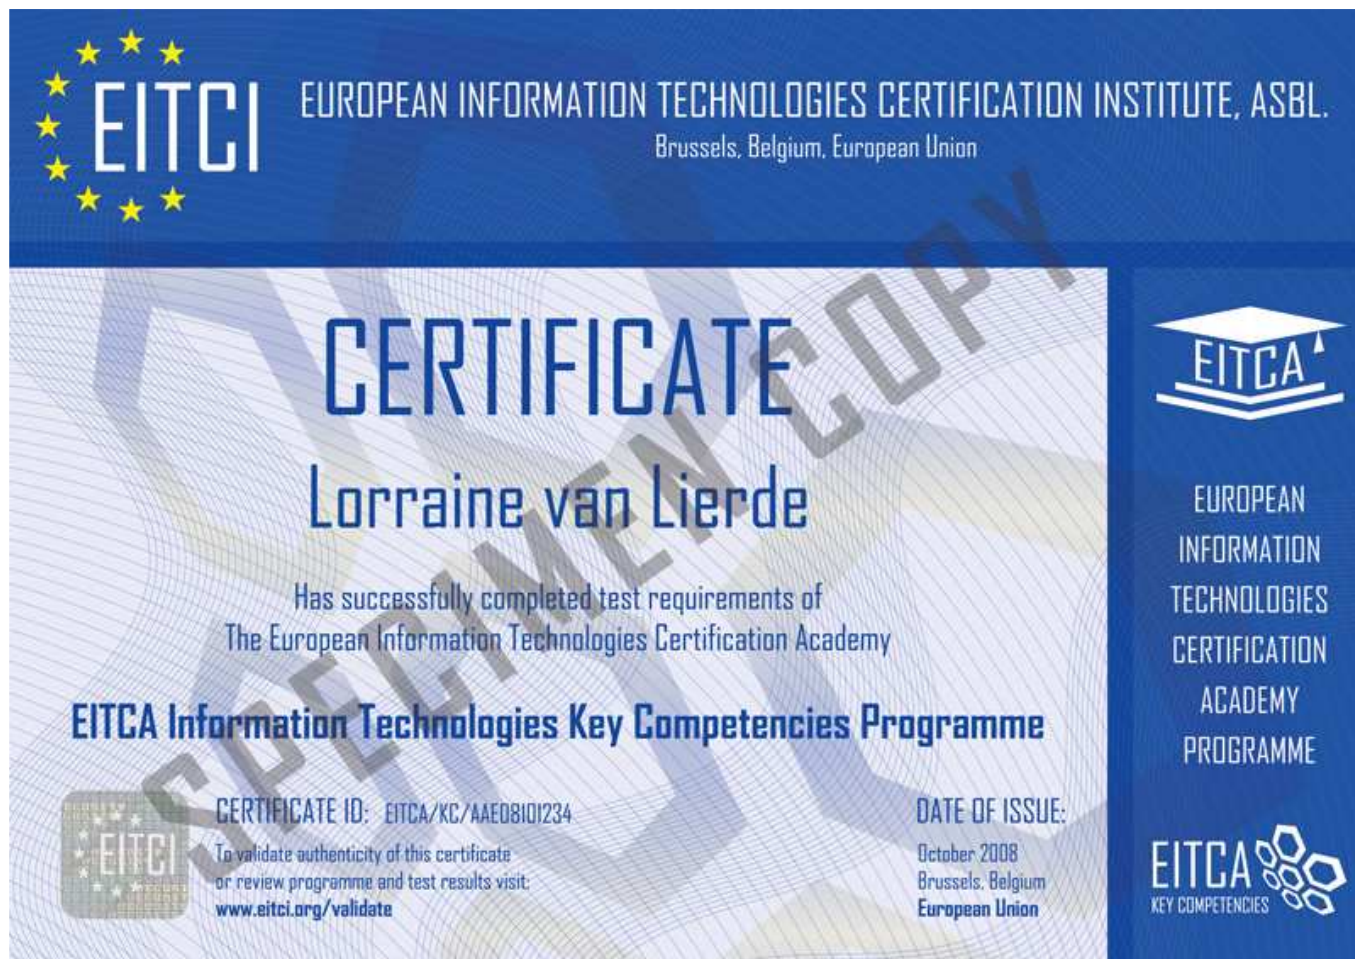 EITCI
EUROPEAN INFORMATION TECHNOLOGIES CERTIFICATION INSTITUTE, ASBL.
Brussels, Belgium, European Union
CERTIFICATE
Lorraine van Lierde
Has successfully completed test requirements of
The European Information Technologies Certification Academy
EITCA Information Technologies Key Competencies Programme
SPECIMEN COPY
EITCI
CERTIFICATE ID: EITCA/KC/AAE08101234
To validate authenticity of this certificate
or review programme and test results visit:
www.eitci.org/validate
DATE OF ISSUE:
October 2008
Brussels, Belgium
European Union
EITCA
EUROPEAN
INFORMATION
TECHNOLOGIES
CERTIFICATION
ACADEMY
PROGRAMME
EITCA
KEY COMPETENCIES